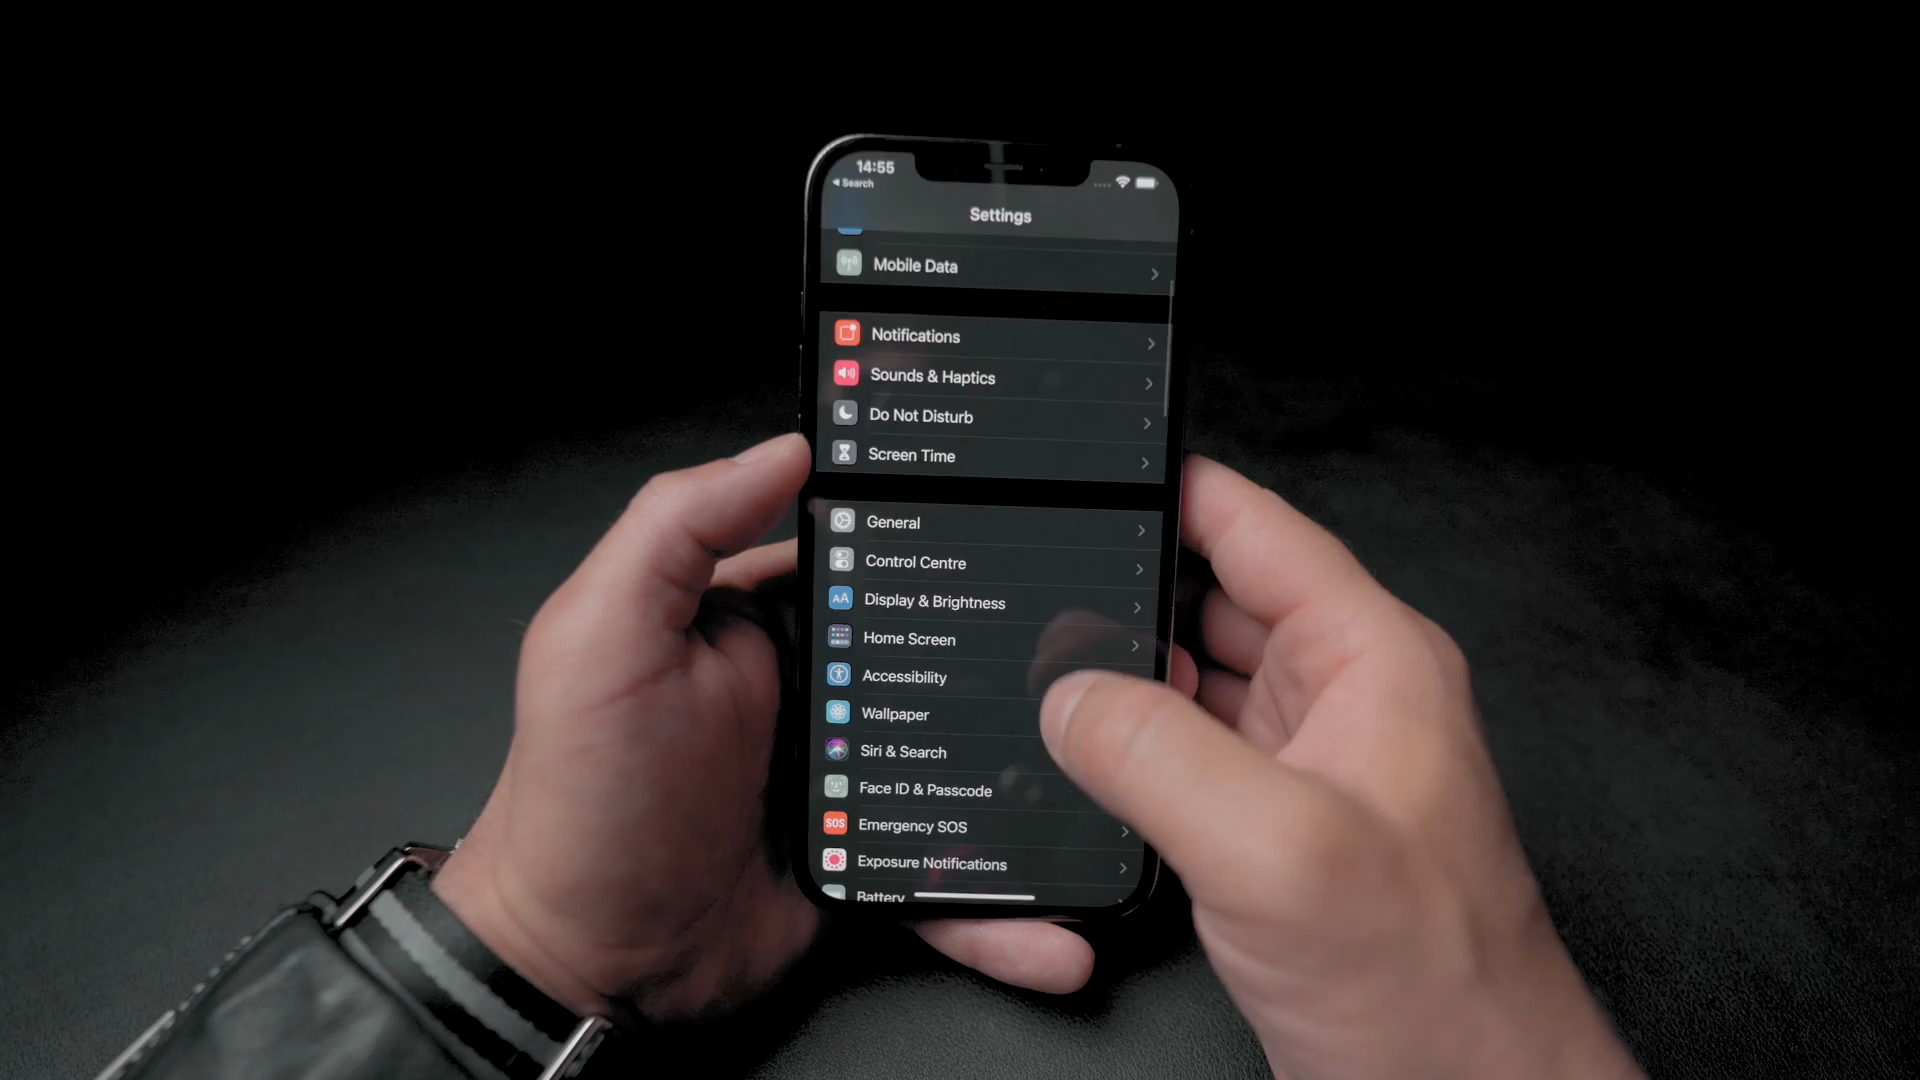 14:55
Search
Settings
Mobile Data
Notifications
Sounds & Haptics
Do Not Disturb
Screen Time
General
Control Centre
AA
Display & Brightness
Home Screen
Accessibility
Wallpaper
Siri & Search
Face ID & Passcode
SOS
Emergency SOS
Exposure Notifications
Battery